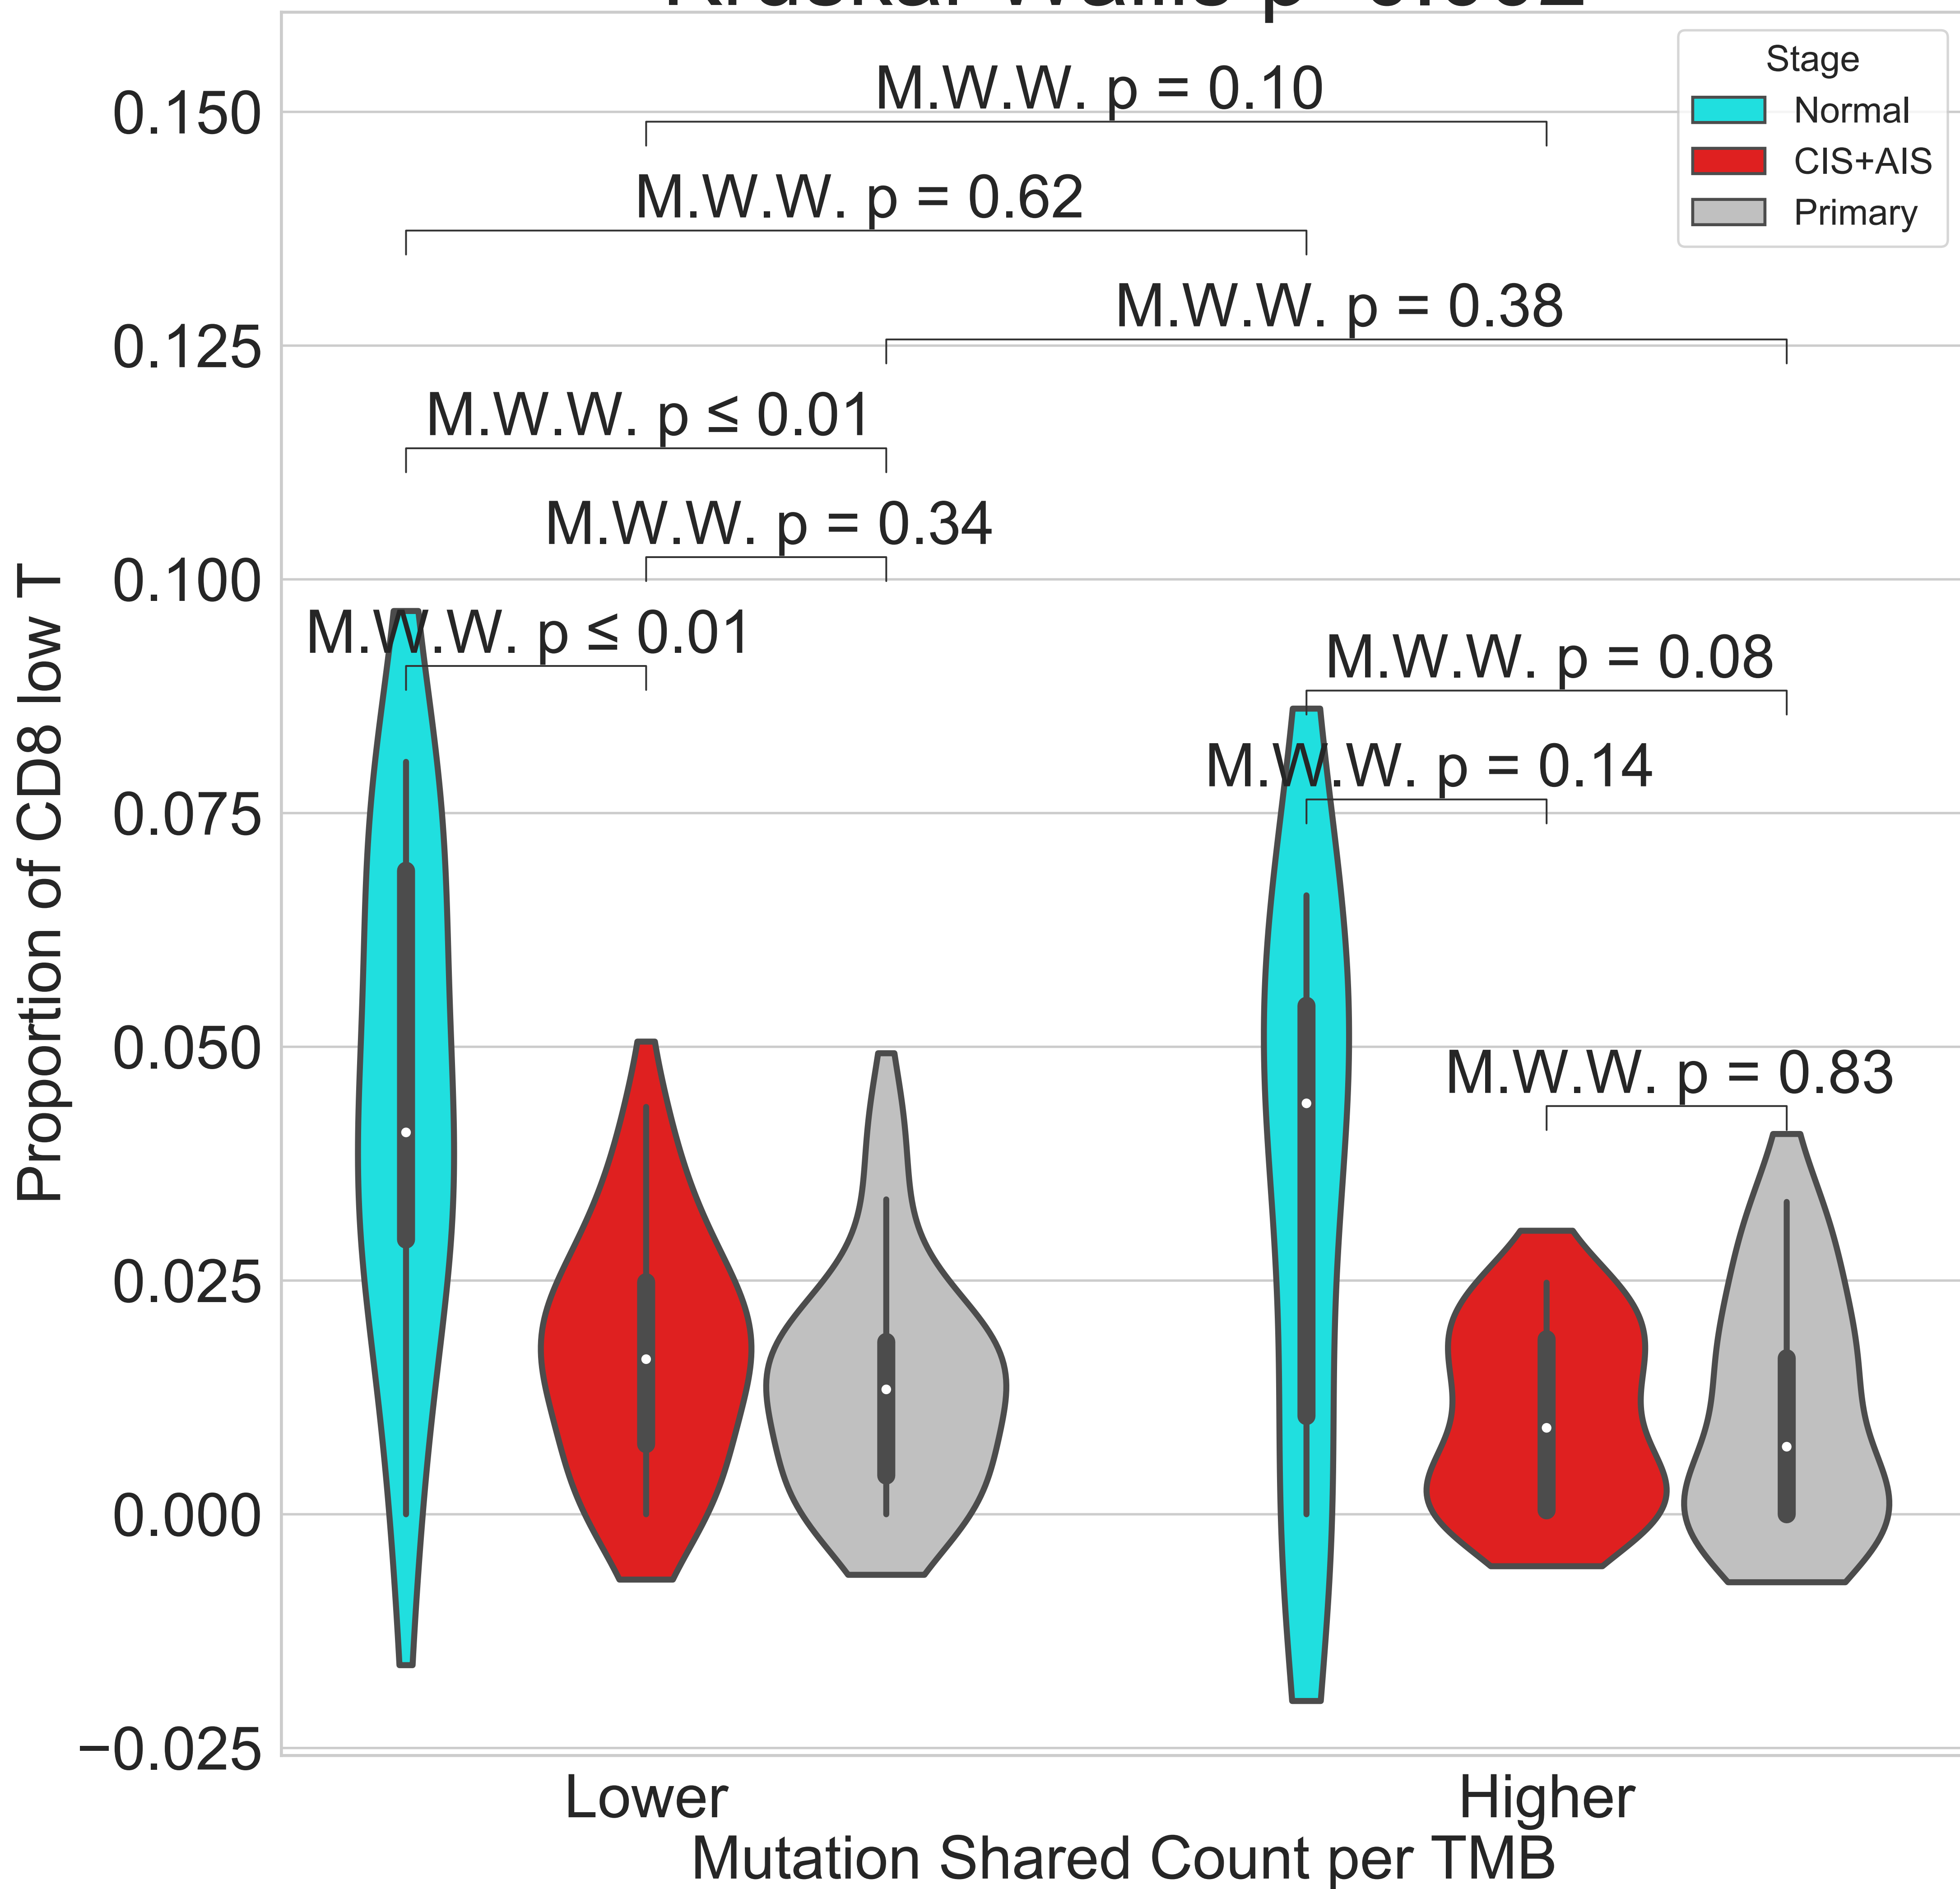 Stage
Normal
CIS+AIS
Primary
M.W.W. p = 0.10
M.W.W. p = 0.62
M.W.W. p = 0.38
M.W.W. p ≤ 0.01
M.W.W. p = 0.34
M.W.W. p ≤ 0.01
M.W.W. p = 0.08
M.W.W. p = 0.14
M.W.W. p = 0.83
0.150
0.125
0.100
0.075
0.050
0.025
0.000
−0.025
Proportion of CD8 low T
Lower
Higher
Mutation Shared Count per TMB